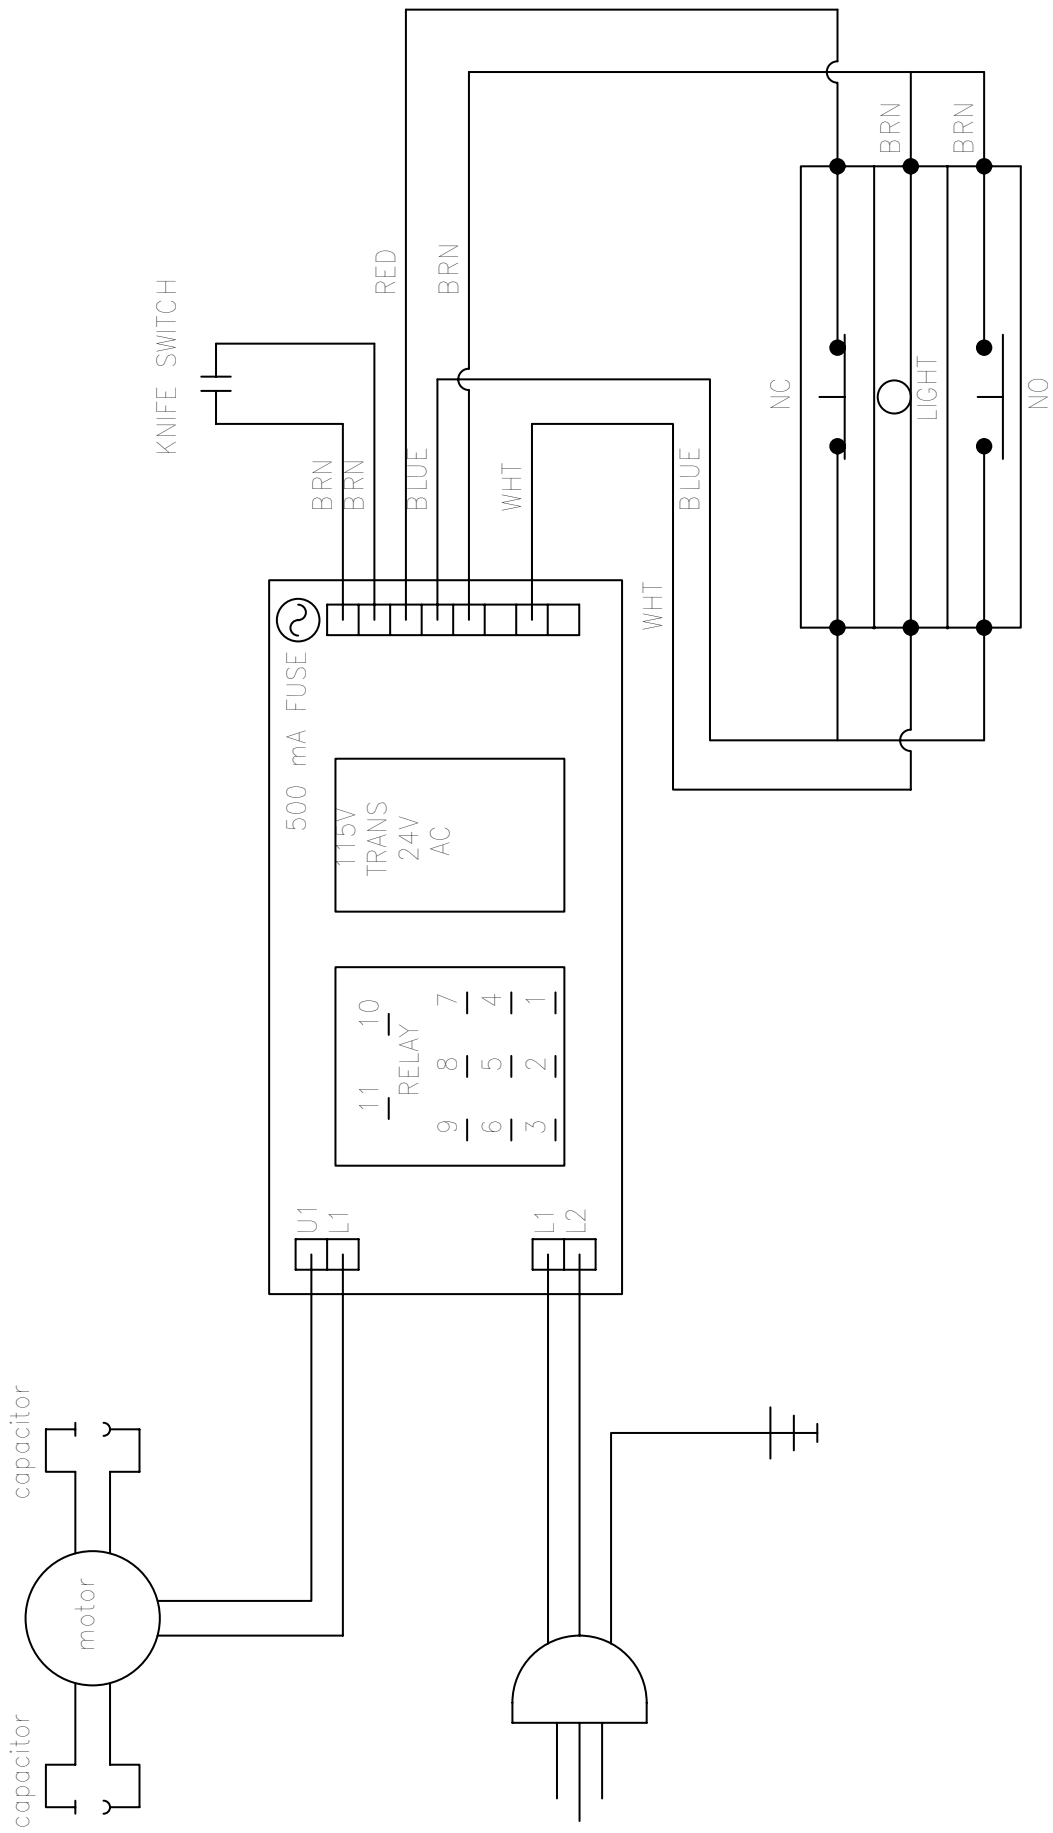 KNIFE SWITCH
BRN
BRN
RED
BLUE
BRN
WHT
BLUE
WHT
BRN
BRN
NC
LIGHT
NO
500 mA FUSE
115V
TRANS
24V
AC
10
11
RELAY
7
8
9
4
5
6
1
2
3
U1
L1
L1
L2
capacitor
motor
capacitor